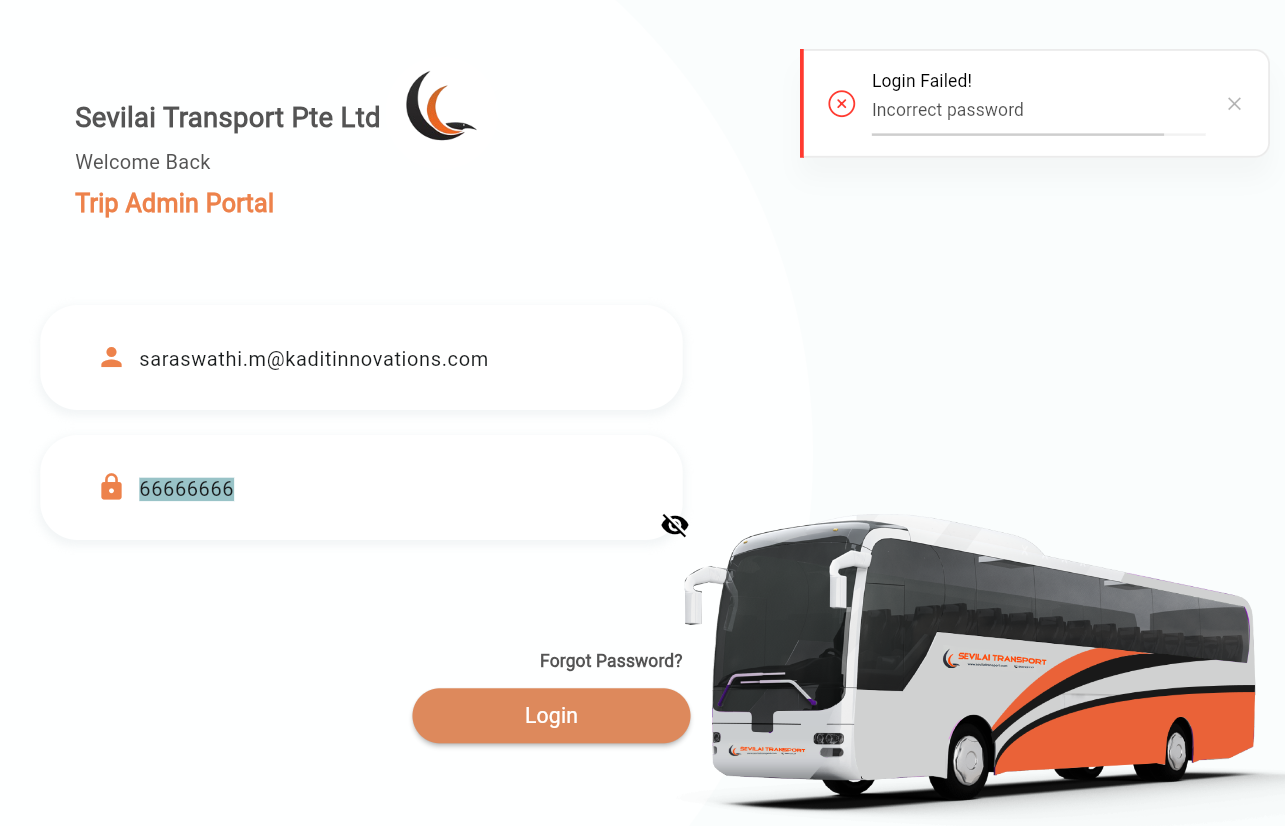 Sevilai Transport Pte Ltd
Welcome Back
Trip Admin Portal
Login Failed!
Incorrect password
saraswathi.m@kaditinnovations.com
66666666
Forgot Password?
Login
SEVILAI TRANSPORT
SEVILAI TRANSPORT